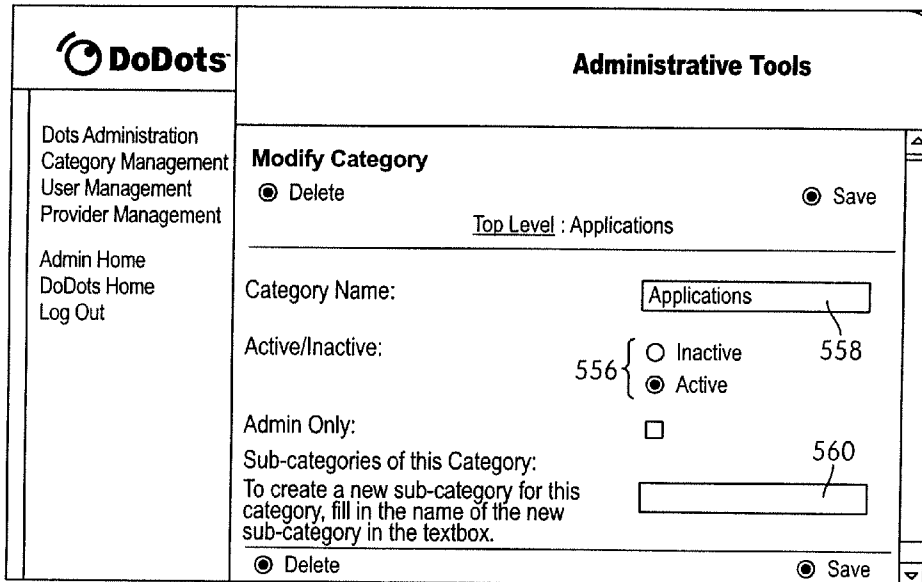 DoDots™
Administrative Tools
Dots Administration
Category Management
User Management
Provider Management
Admin Home
DoDots Home
Log Out
Modify Category
Delete
Save
Top Level : Applications
Category Name:
Applications
558
Active/Inactive:
556
Inactive
Active
Admin Only:
Sub-categories of this Category:
560
To create a new sub-category for this
category, fill in the name of the new
sub-category in the textbox.
Delete
Save